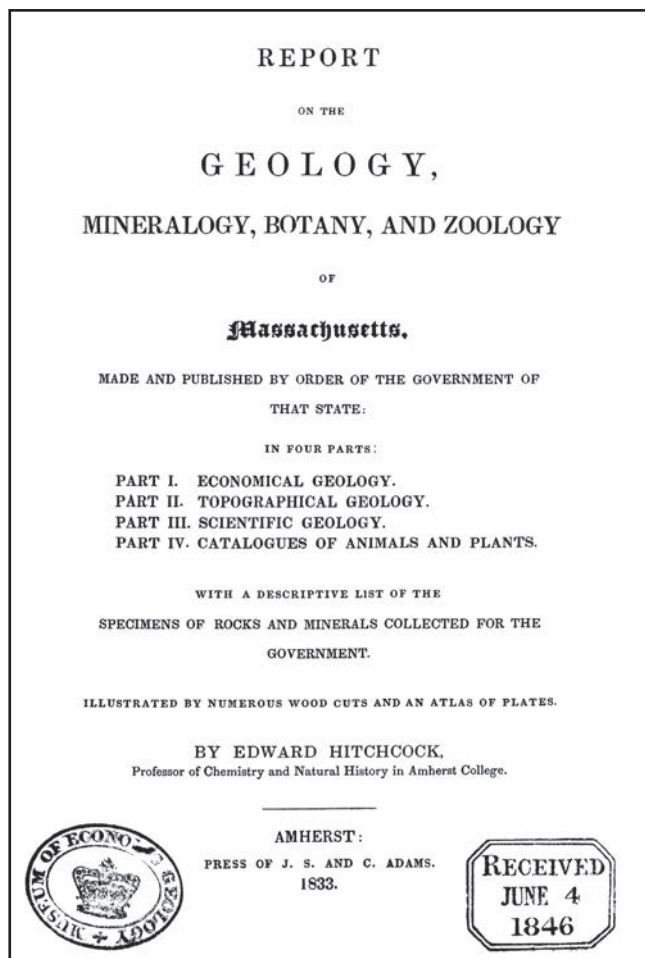 REPORT
ON THE
GEOLOGY,
MINERALOGY, BOTANY, AND ZOOLOGY
OF
Massachusetts.
MADE AND PUBLISHED BY ORDER OF THE GOVERNMENT OF
THAT STATE:
IN FOUR PARTS:
PART I. ECONOMICAL GEOLOGY.
PART II. TOPOGRAPHICAL GEOLOGY.
PART III. SCIENTIFIC GEOLOGY.
PART IV. CATALOGUES OF ANIMALS AND PLANTS.
WITH A DESCRIPTIVE LIST OF THE
SPECIMENS OF ROCKS AND MINERALS COLLECTED FOR THE
GOVERNMENT.
ILLUSTRATED BY NUMEROUS WOOD CUTS AND AN ATLAS OF PLATES.
BY EDWARD HITCHCOCK,
Professor of Chemistry and Natural History in Amherst College.
AMHERST:
PRESS OF J. S. AND C. ADAMS.
1833.
MUSEUM OF GEOLOGY
RECEIVED
JUNE 4
1846